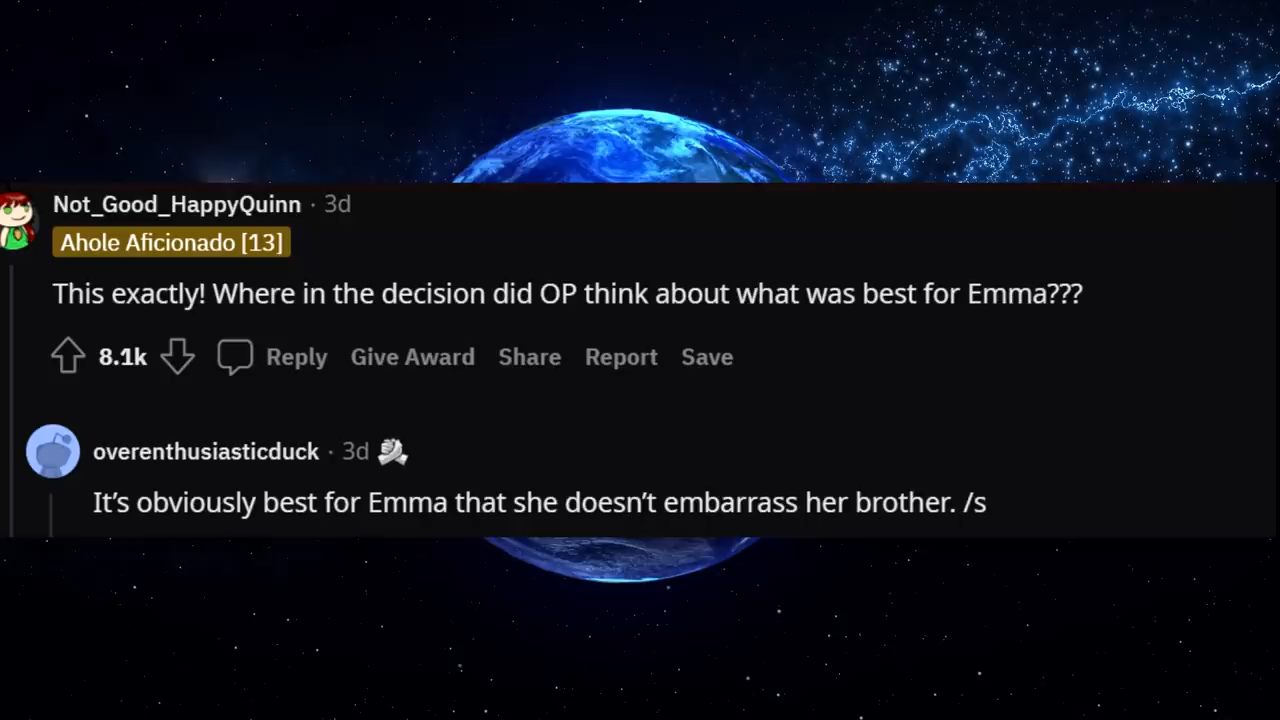 Not_Good_HappyQuinn · 3d
Ahole Aficionado [13]
This exactly! Where in the decision did OP think about what was best for Emma???
8.1k Reply Give Award Share Report Save
overenthusiasticduck · 3d
It’s obviously best for Emma that she doesn’t embarrass her brother. /s